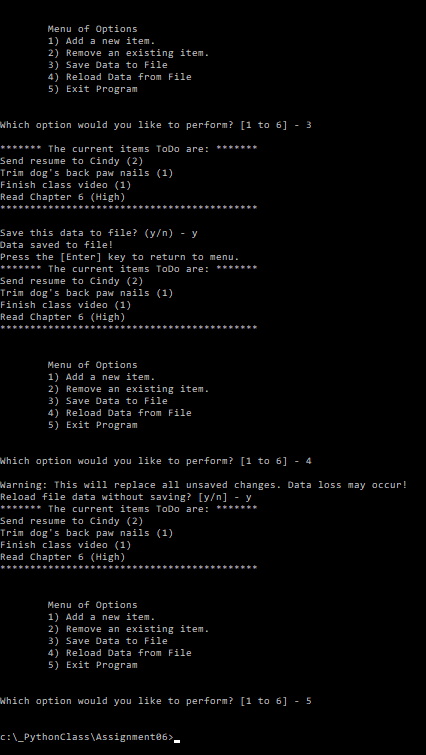 Menu of Options
1) Add a new item.
2) Remove an existing item.
3) Save Data to File
4) Reload Data from File
5) Exit Program
Which option would you like to perform? [1 to 6] - 3
******* The current items ToDo are: *******
Send resume to Cindy (2)
Trim dog's back paw nails (1)
Finish class video (1)
Read Chapter 6 (High)
*******************************************
Save this data to file? (y/n) - y
Data saved to file!
Press the [Enter] key to return to menu.
******* The current items ToDo are: *******
Send resume to Cindy (2)
Trim dog's back paw nails (1)
Finish class video (1)
Read Chapter 6 (High)
*******************************************
Menu of Options
1) Add a new item.
2) Remove an existing item.
3) Save Data to File
4) Reload Data from File
5) Exit Program
Which option would you like to perform? [1 to 6] - 4
Warning: This will replace all unsaved changes. Data loss may occur!
Reload file data without saving? [y/n] - y
******* The current items ToDo are: *******
Send resume to Cindy (2)
Trim dog's back paw nails (1)
Finish class video (1)
Read Chapter 6 (High)
*******************************************
Menu of Options
1) Add a new item.
2) Remove an existing item.
3) Save Data to File
4) Reload Data from File
5) Exit Program
Which option would you like to perform? [1 to 6] - 5
c:\_PythonClass\Assignment06>